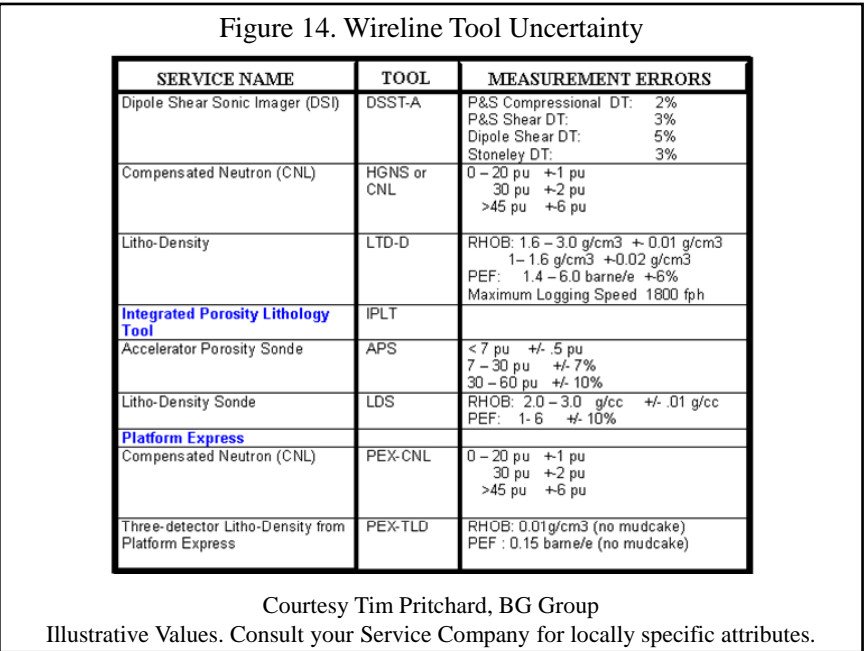 Figure 14. Wireline Tool Uncertainty
SERVICE NAME TOOL MEASUREMENT ERRORS
Dipole Shear Sonic Imager (DSI) DSST-A P&S Compressional DT: 2%
P&S Shear DT: 3%
Dipole Shear DT: 5%
Stoneley DT: 3%
Compensated Neutron (CNL) HGNS or 0 – 20 pu +-1 pu
CNL 30 pu +-2 pu
>45 pu +-6 pu
Litho-Density LTD-D RHOB: 1.6 – 3.0 g/cm3 +- 0.01 g/cm3
1– 1.6 g/cm3 +-0.02 g/cm3
PEF: 1.4 – 6.0 barne/e +-6%
Maximum Logging Speed 1800 fph
Integrated Porosity Lithology IPLT
Tool
Accelerator Porosity Sonde APS < 7 pu +/- .5 pu
7 – 30 pu +/- 7%
30 – 60 pu +/- 10%
Litho-Density Sonde LDS RHOB: 2.0 – 3.0 g/cc +/- .01 g/cc
PEF: 1- 6 +/- 10%
Platform Express
Compensated Neutron (CNL) PEX-CNL 0 – 20 pu +-1 pu
30 pu +-2 pu
>45 pu +-6 pu
Three-detector Litho-Density from PEX-TLD RHOB: 0.01g/cm3 (no mudcake)
Platform Express PEF : 0.15 barne/e (no mudcake)
Courtesy Tim Pritchard, BG Group
Illustrative Values. Consult your Service Company for locally specific attributes.